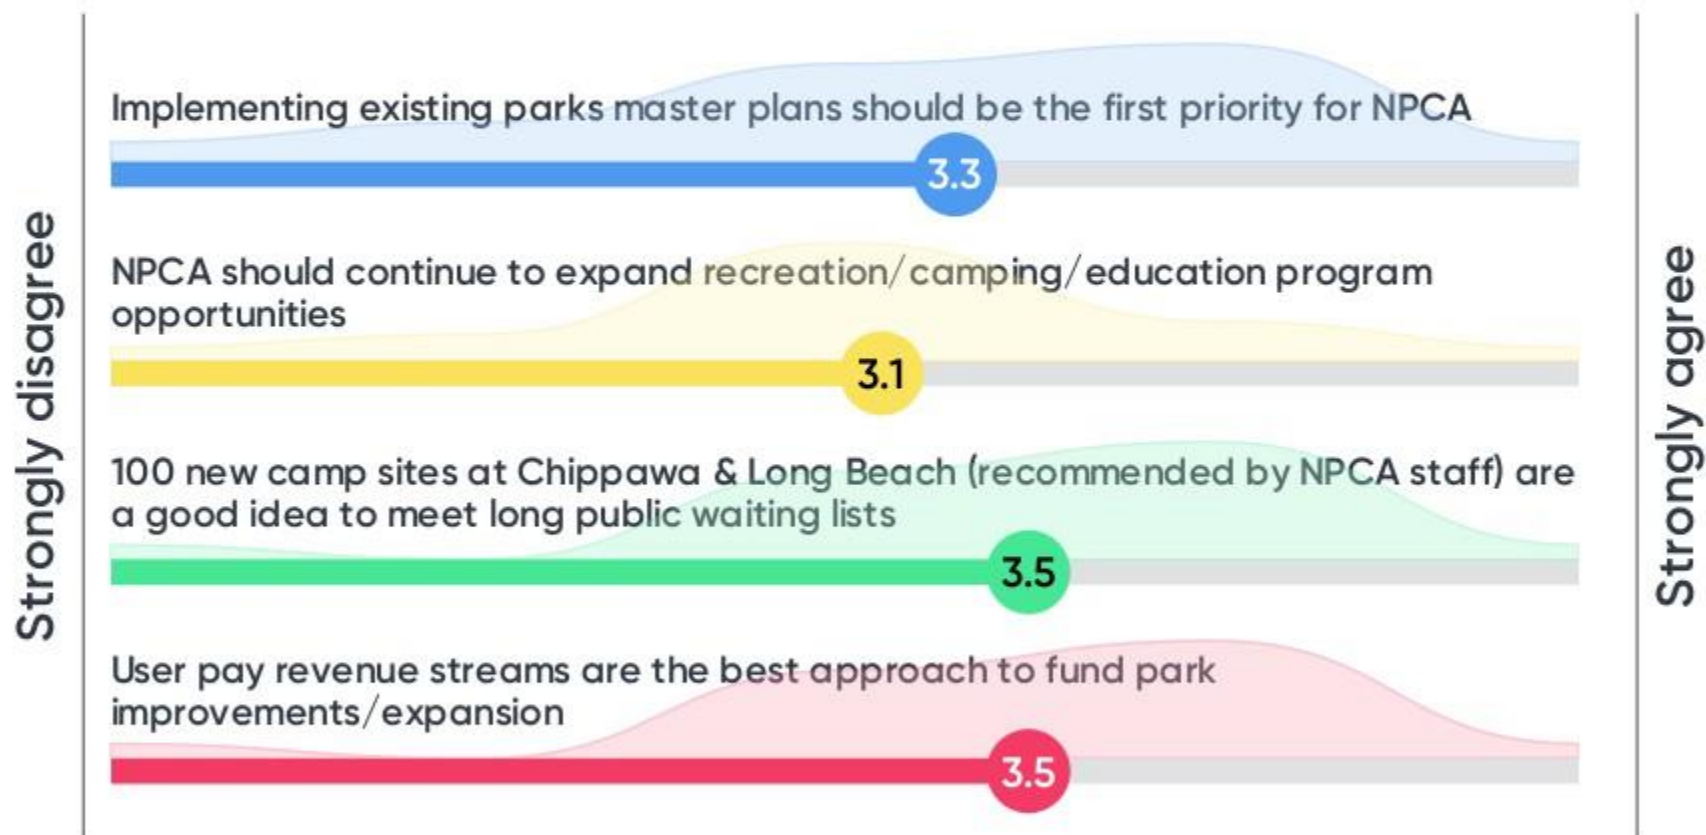 Strongly disagree
Implementing existing parks master plans should be the first priority for NPCA
3.3
NPCA should continue to expand recreation/camping/education program
opportunities
3.1
100 new camp sites at Chippawa & Long Beach (recommended by NPCA staff) are
a good idea to meet long public waiting lists
3.5
User pay revenue streams are the best approach to fund park
improvements/expansion
3.5
Strongly agree